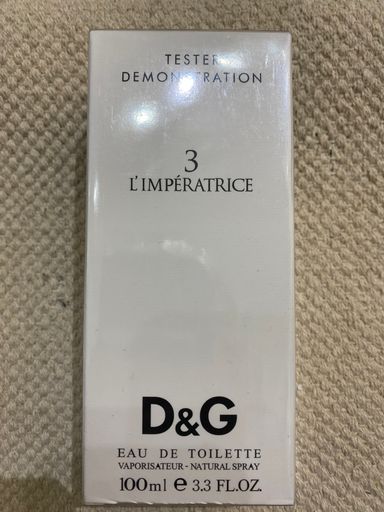 TESTER
DEMONSTRATION
3
L'IMPÉRATRICE
D&G
EAU DE TOILETTE
VAPORISATEUR - NATURAL SPRAY
100ml ℮ 3.3 FL.OZ.